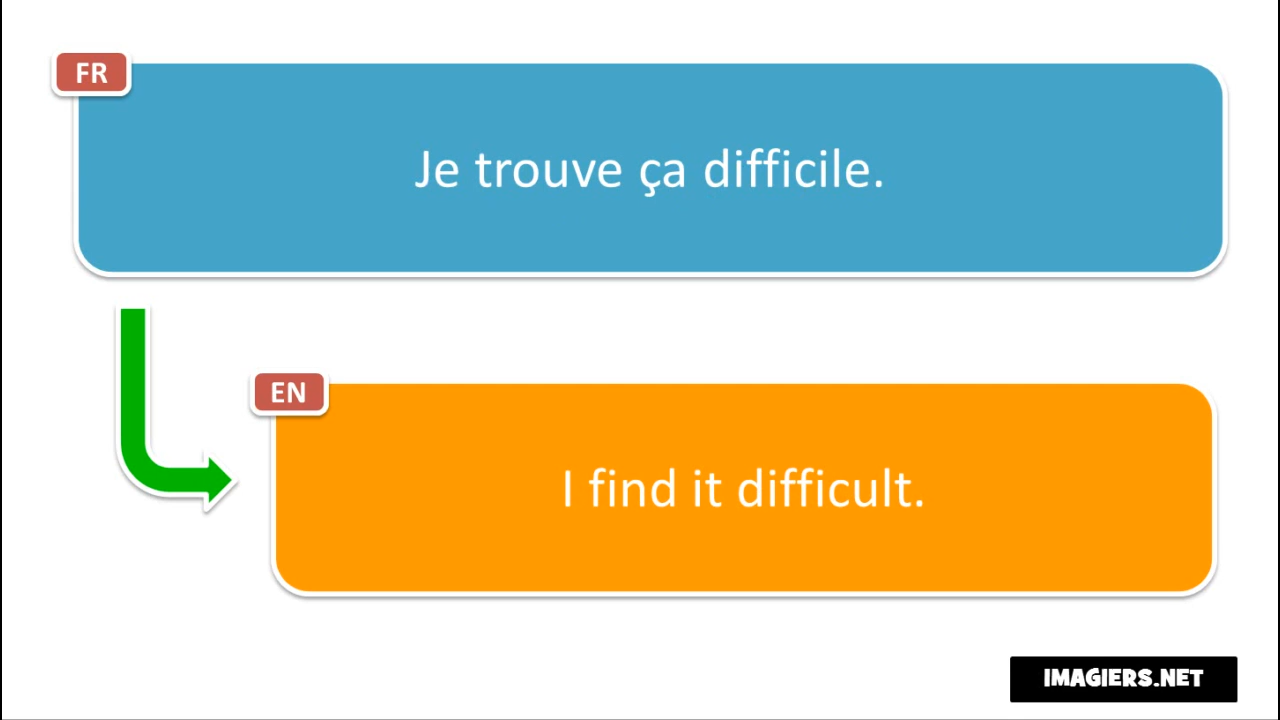 FR
Je trouve ça difficile.
EN
I find it difficult.
IMAGIERS.NET